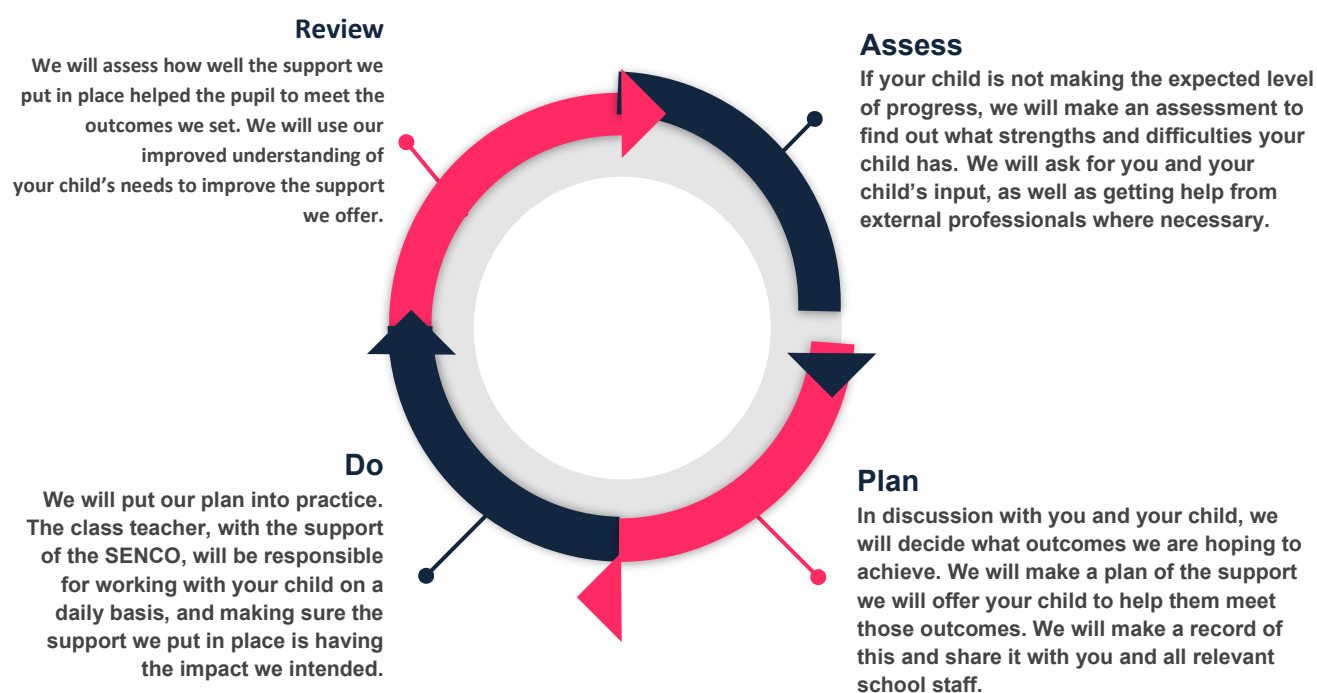 Review
We will assess how well the support we
put in place helped the pupil to meet the
outcomes we set. We will use our
improved understanding of
your child’s needs to improve the support
we offer.
Assess
If your child is not making the expected level
of progress, we will make an assessment to
find out what strengths and difficulties your
child has. We will ask for you and your
child’s input, as well as getting help from
external professionals where necessary.
Do
We will put our plan into practice.
The class teacher, with the support
of the SENCO, will be responsible
for working with your child on a
daily basis, and making sure the
support we put in place is having
the impact we intended.
Plan
In discussion with you and your child, we
will decide what outcomes we are hoping to
achieve. We will make a plan of the support
we will offer your child to help them meet
those outcomes. We will make a record of
this and share it with you and all relevant
school staff.